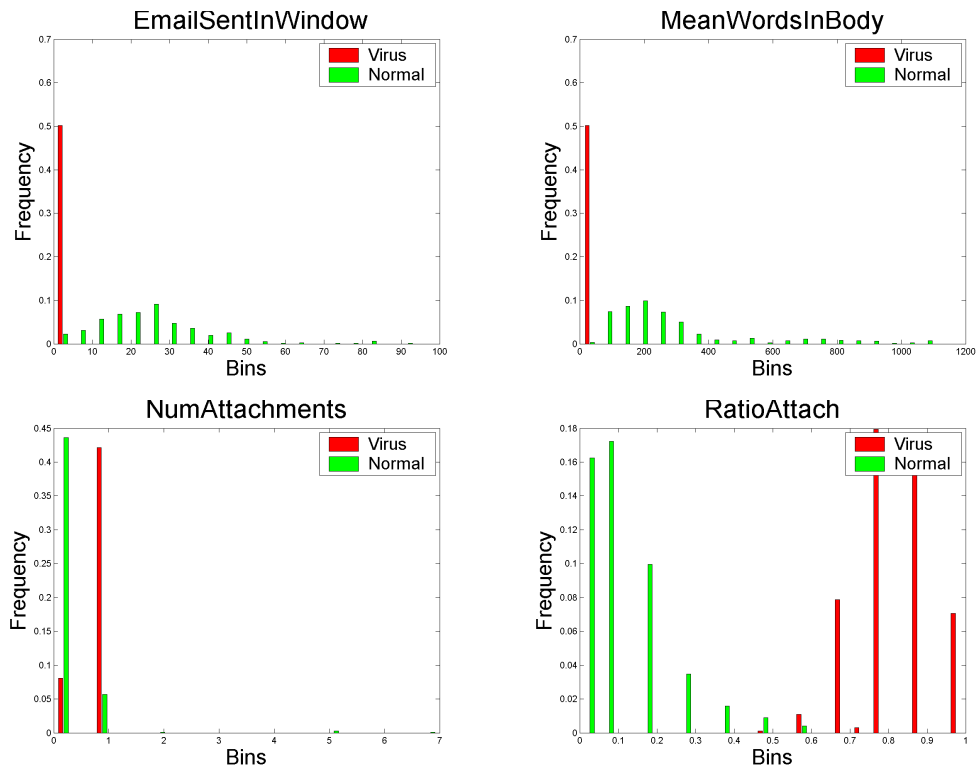 EmailSentInWindow
0.7
0.6
0.5
0.4
0.3
0.2
0.1
0
Frequency
Virus
Normal
0 10 20 30 40 50 60 70 80 90 100
Bins
MeanWordsInBody
0.7
0.6
0.5
0.4
0.3
0.2
0.1
0
Frequency
Virus
Normal
0 200 400 600 800 1000 1200
Bins
NumAttachments
0.45
0.4
0.35
0.3
0.25
0.2
0.15
0.1
0.05
0
Frequency
Virus
Normal
0 1 2 3 4 5 6 7
Bins
RatioAttach
0.18
0.16
0.14
0.12
0.1
0.08
0.06
0.04
0.02
0
Frequency
Virus
Normal
0 0.1 0.2 0.3 0.4 0.5 0.6 0.7 0.8 0.9 1
Bins